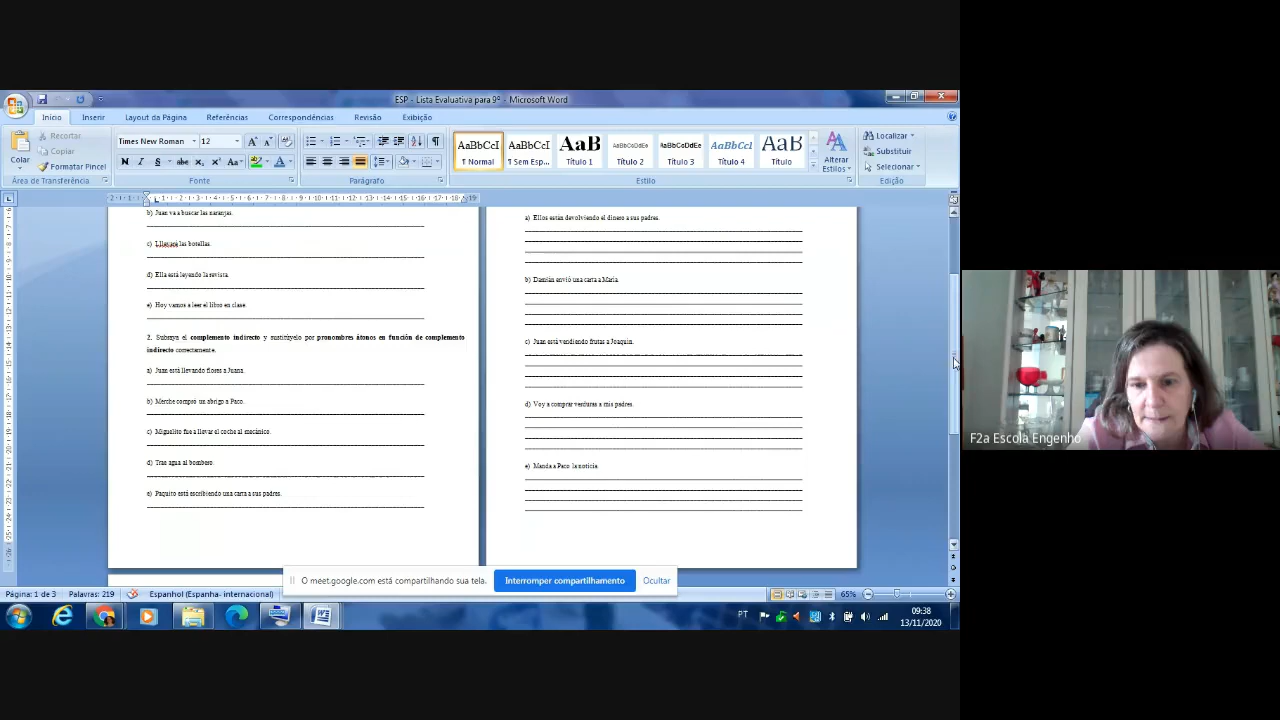 ESP - Lista Evaluativa para 9º - Microsoft Word
Início
Inserir
Layout da Página
Referências
Correspondências
Revisão
Exibição
Colar
Recortar
Copiar
Formatar Pincel
Área de Transferência
Times New Roman
12
Fonte
Parágrafo
AaBbCcI
¶ Normal
AaBbCcI
¶ Sem Esp...
AaB
Título 1
AaBbCcDdEe
Título 2
AaBbCcDdEe
Título 3
AaBbCcI
Título 4
AaBbC
Título
Alterar
Estilos
Estilo
Localizar
Substituir
Selecionar
Edição
b) Juan va a buscar las naranjas.
las botellas.
d) Ella está leyendo la revista.
e) Hoy vamos a leer el libro en clase.
2. Subraya el complemento indirecto y sustitúyelo por pronombres átonos en función de complemento
indirecto correctamente.
a) Juan está llevando flores a Juana.
b) Merche compró un abrigo a Paco.
c) Miguelito fue a llevar el coche al mecánico.
d) Trae agua al bombero.
e) Paquito está escribiendo una carta a sus padres.
a) Ellos están devolviendo el dinero a sus padres.
b) Damián envió una carta a María.
c) Juan está vendiendo frutas a Joaquín.
d) Voy a comprar verduras a mis padres.
e) Manda a Paco la noticia.
O meet.google.com está compartilhando sua tela.
Interromper compartilhamento
Ocultar
Página: 1 de 3
Palavras: 219
Espanhol (Espanha- internacional)
65%
PT
09:38
13/11/2020
F2a Escola Engenho